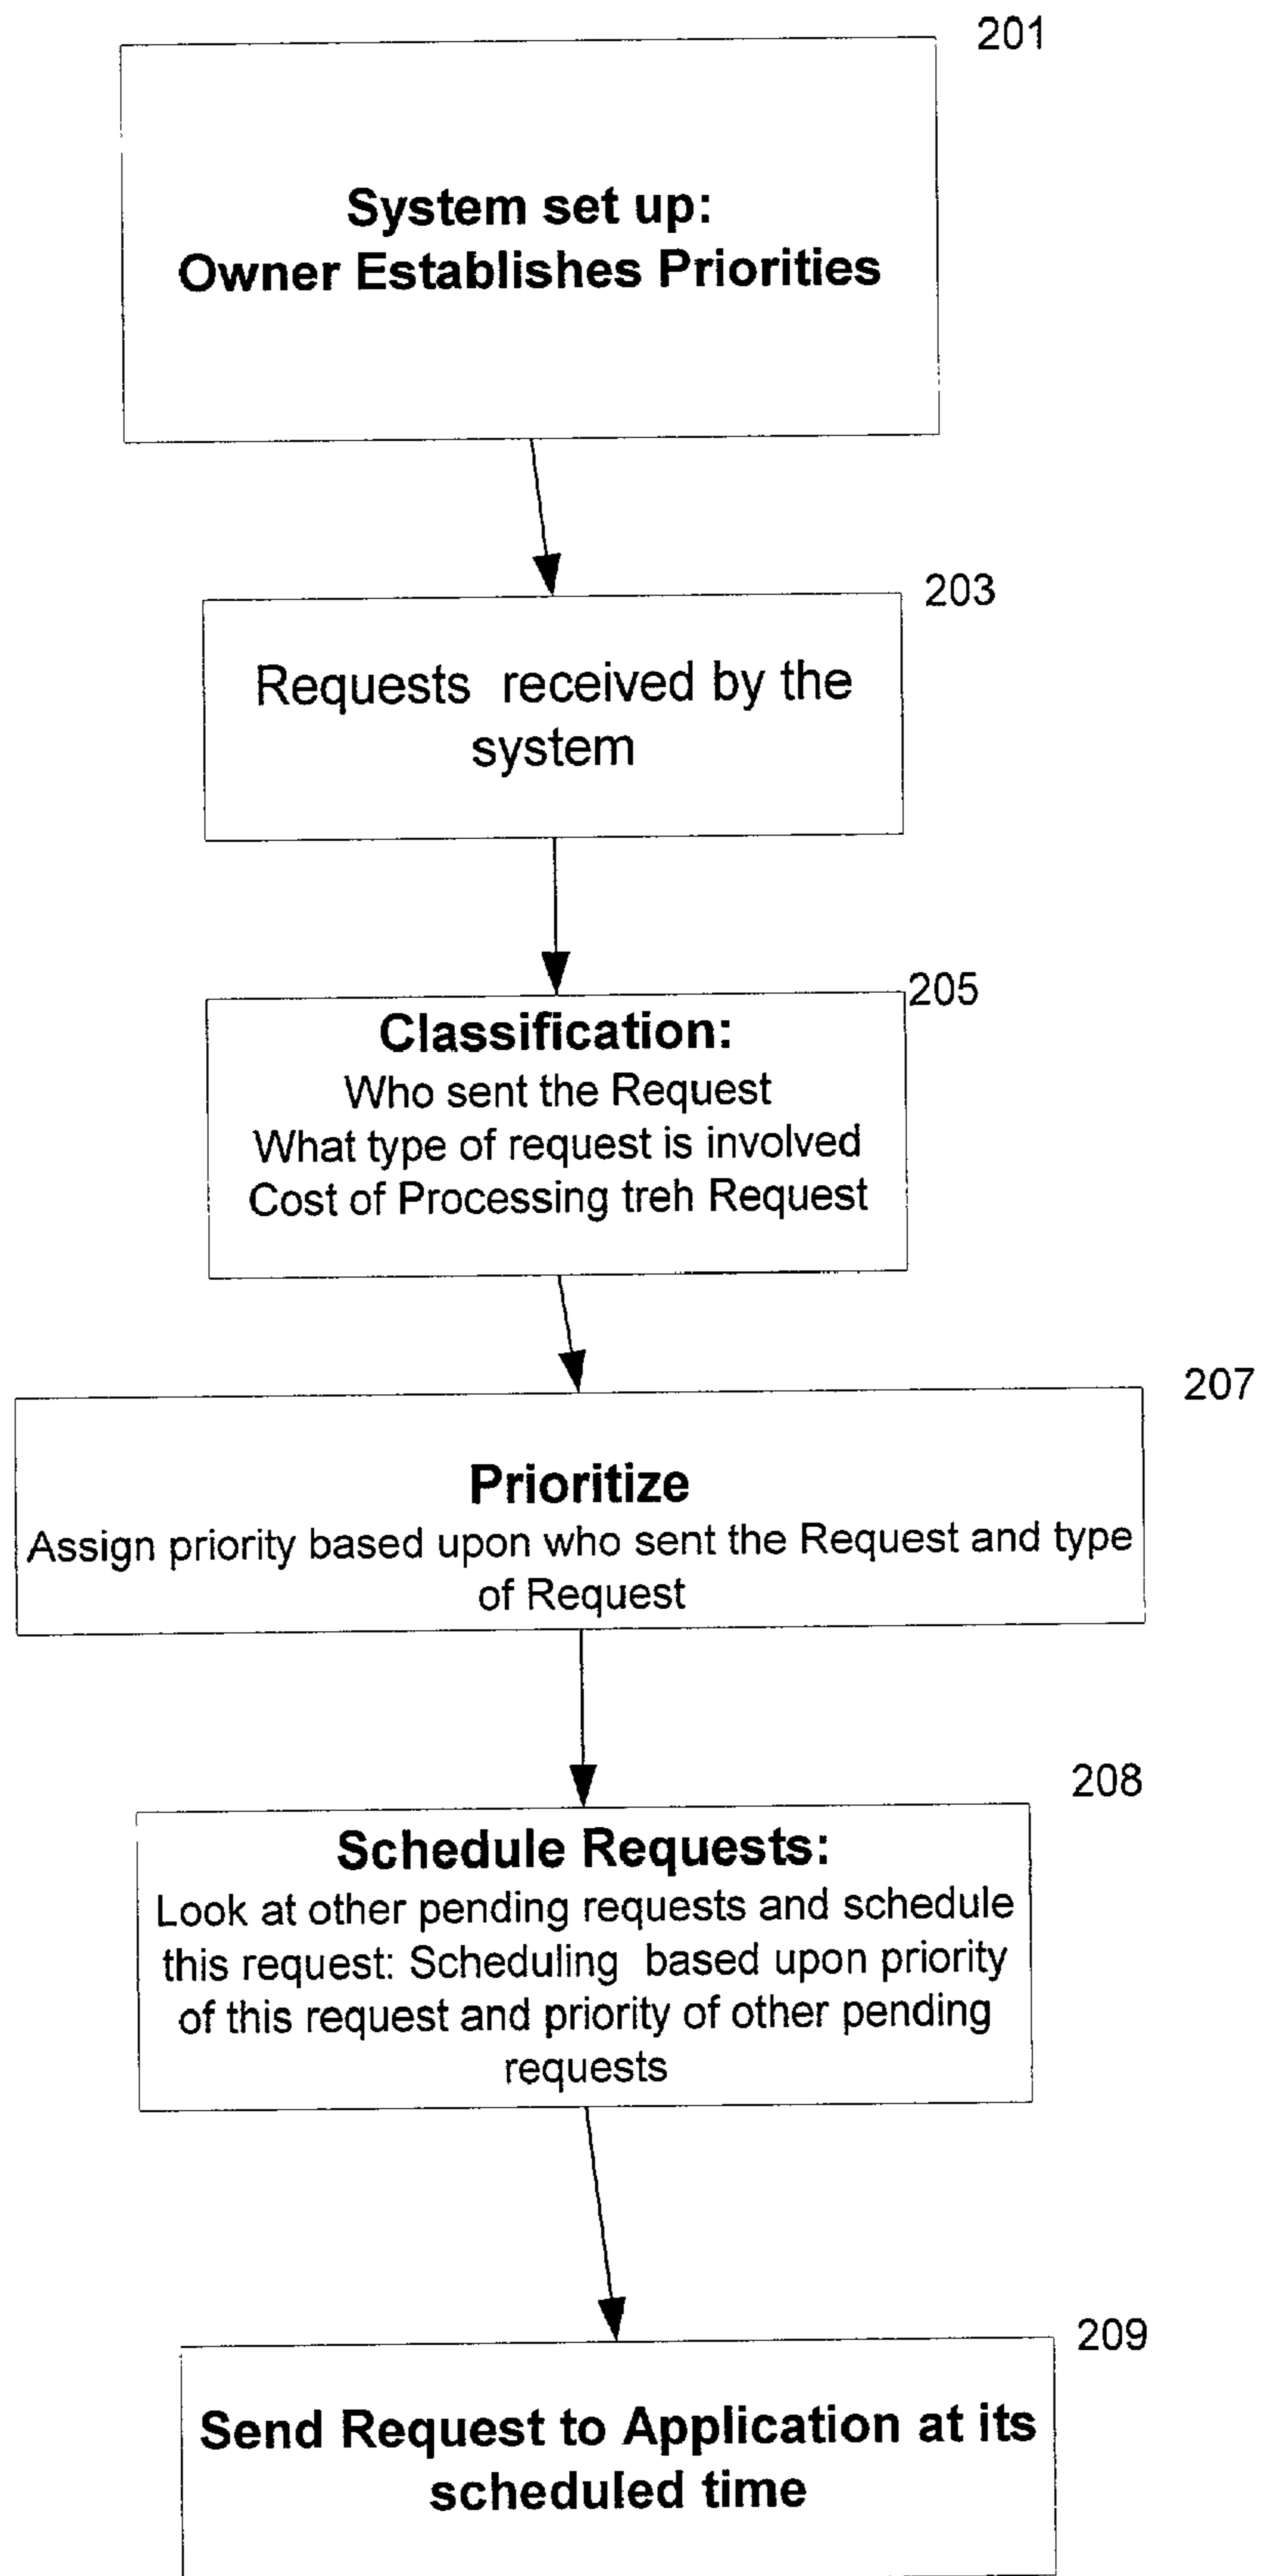 201
System set up:
Owner Establishes Priorities
203
Requests received by the
system
205
Classification:
Who sent the Request
What type of request is involved
Cost of Processing treh Request
207
Prioritize
Assign priority based upon who sent the Request and type
of Request
208
Schedule Requests:
Look at other pending requests and schedule
this request: Scheduling based upon priority
of this request and priority of other pending
requests
209
Send Request to Application at its
scheduled time